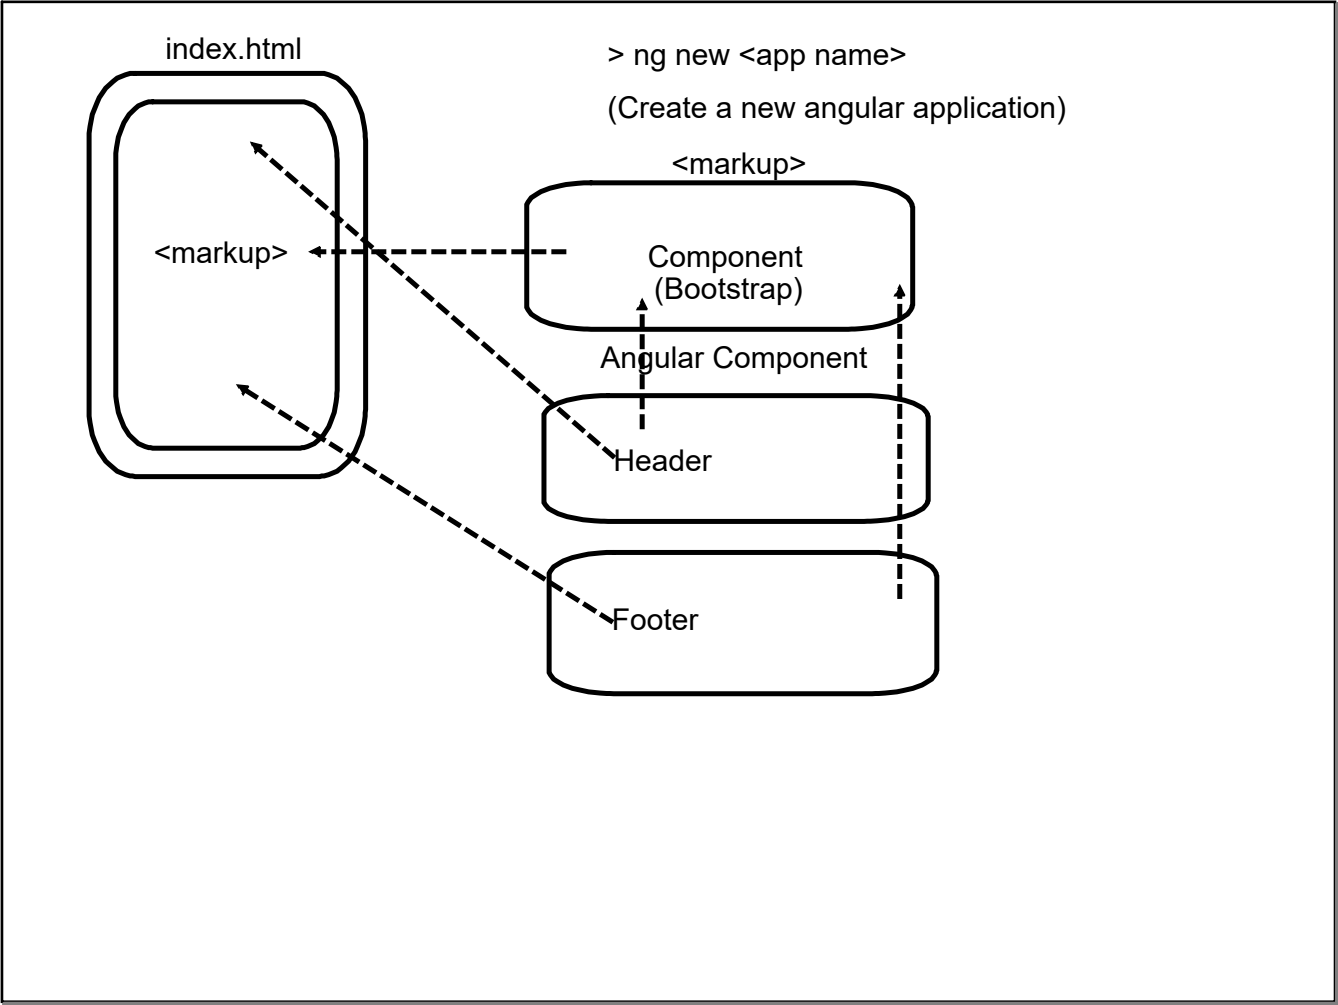 index.html
> ng new <app name>
(Create a new angular application)
<markup>
<markup>
Component
(Bootstrap)
Angular Component
Header
Footer